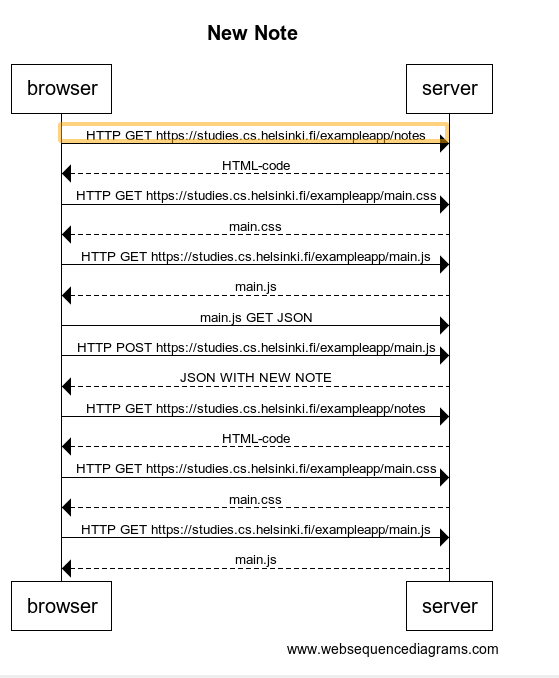 New Note
browser server
HTTP GET https://studies.cs.helsinki.fi/exampleapp/notes
HTML-code
HTTP GET https://studies.cs.helsinki.fi/exampleapp/main.css
main.css
HTTP GET https://studies.cs.helsinki.fi/exampleapp/main.js
main.js
main.js GET JSON
HTTP POST https://studies.cs.helsinki.fi/exampleapp/main.js
JSON WITH NEW NOTE
HTTP GET https://studies.cs.helsinki.fi/exampleapp/notes
HTML-code
HTTP GET https://studies.cs.helsinki.fi/exampleapp/main.css
main.css
HTTP GET https://studies.cs.helsinki.fi/exampleapp/main.js
main.js
browser server
www.websequencediagrams.com